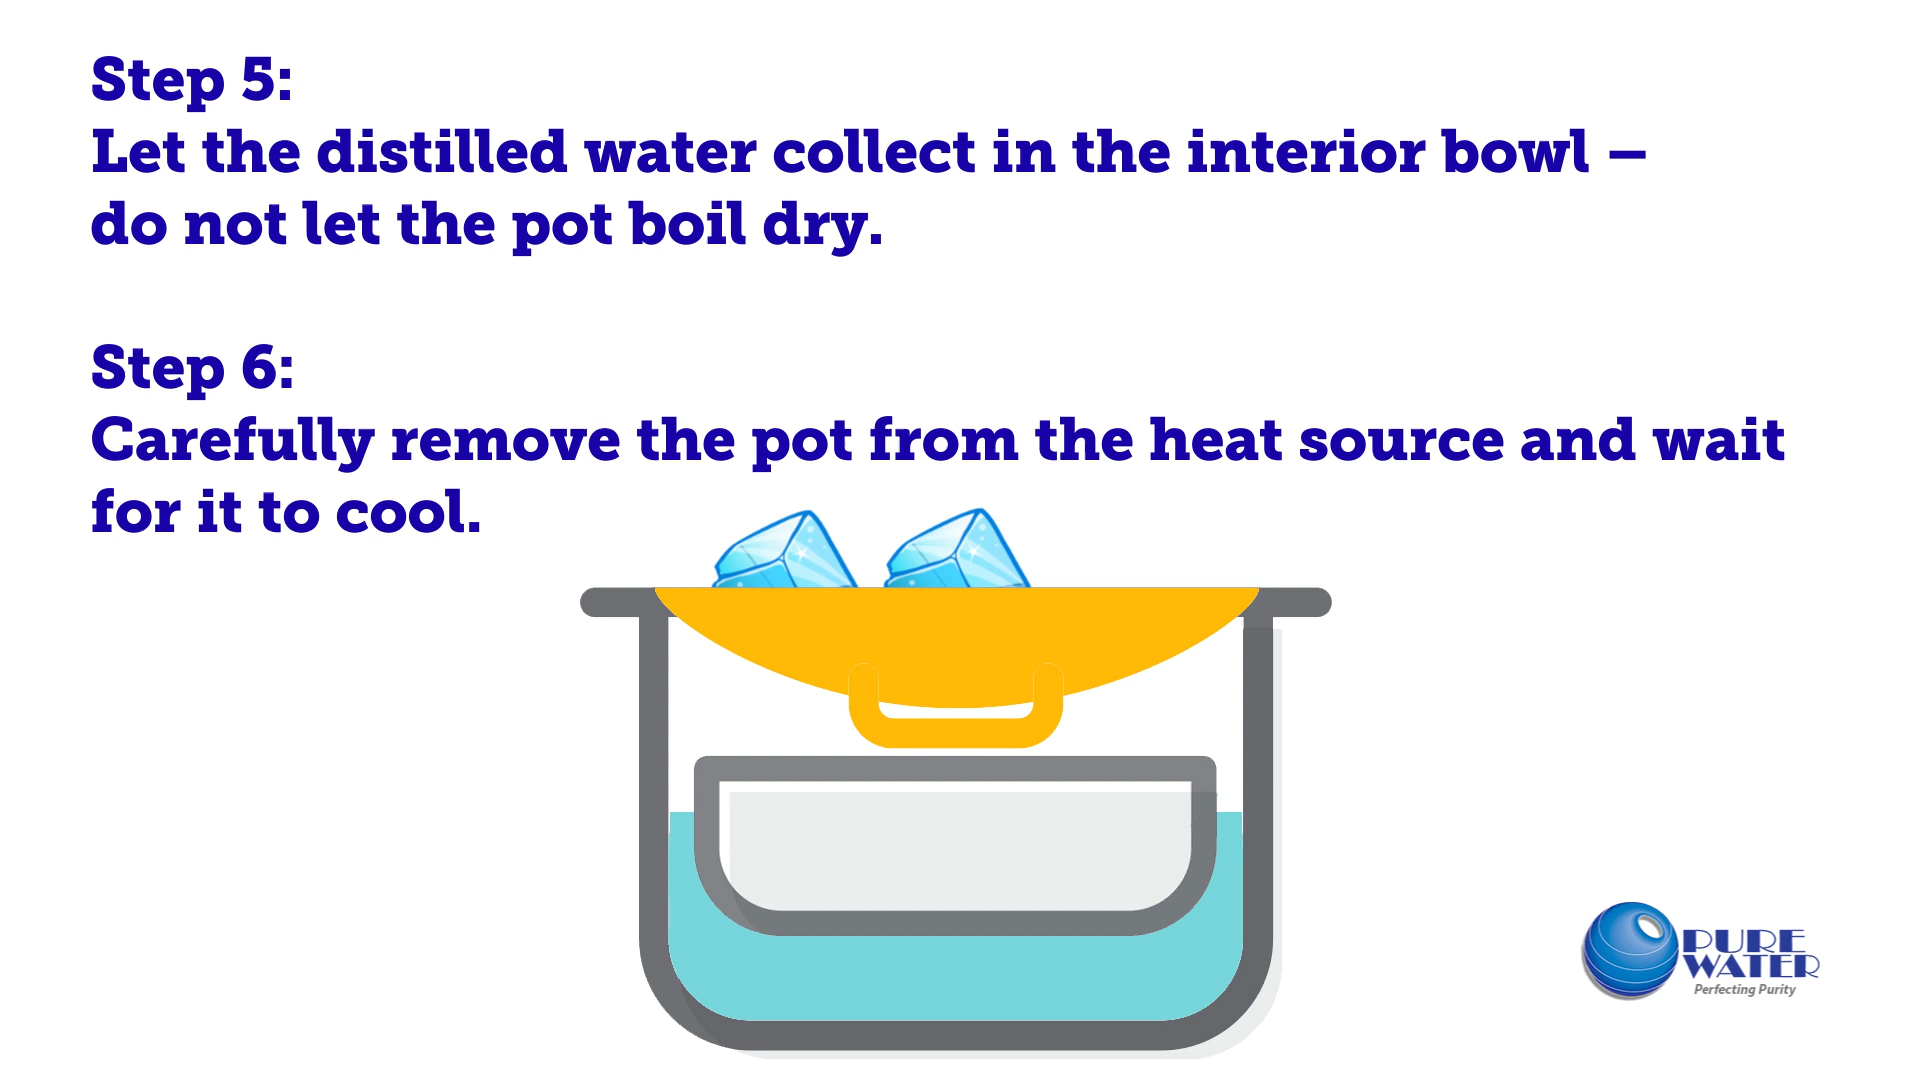 Step 5:
Let the distilled water collect in the interior bowl –
do not let the pot boil dry.
Step 6:
Carefully remove the pot from the heat source and wait
for it to cool.
PURE
WATER
Perfecting Purity